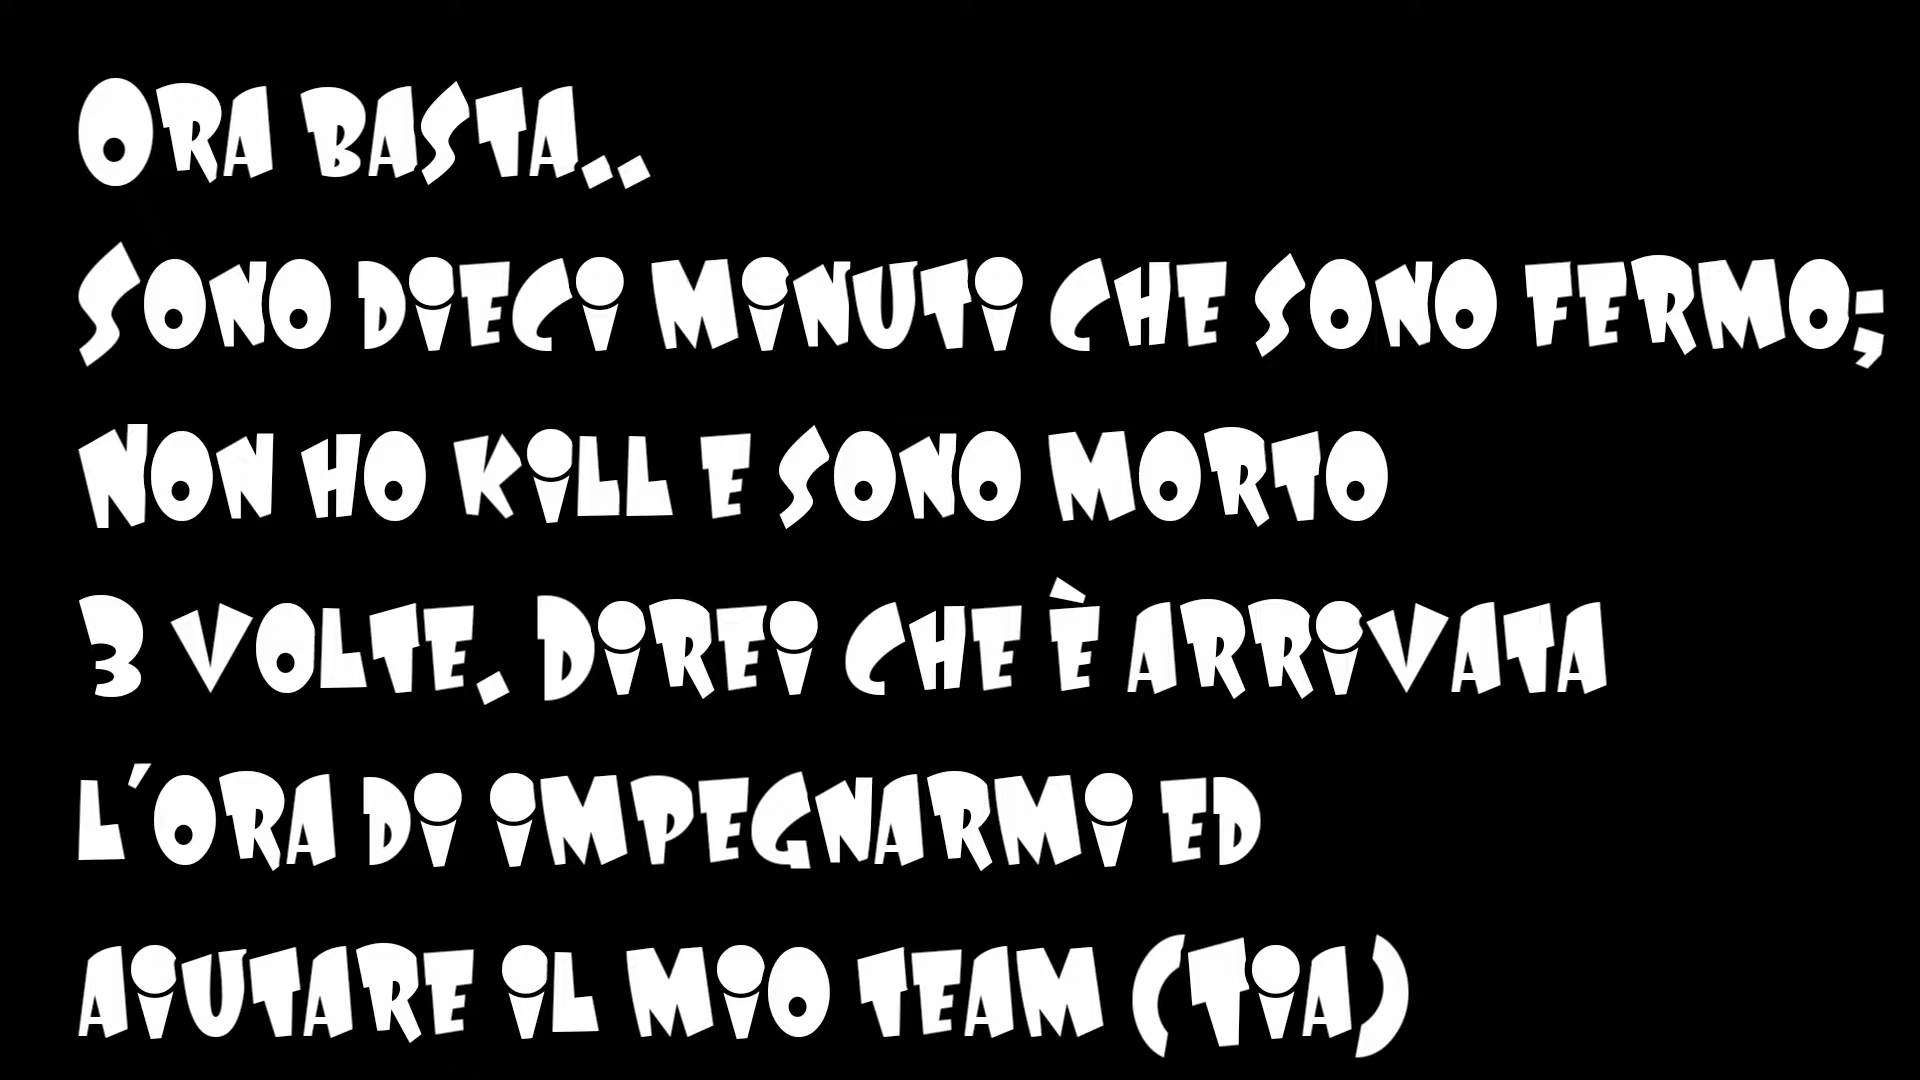 Ora basta..
Sono dieci minuti che sono fermo;
Non ho kill e sono morto
3 volte. Direi che è arrivata
l'ora di impegnarmi ed
aiutare il mio team (Tia)